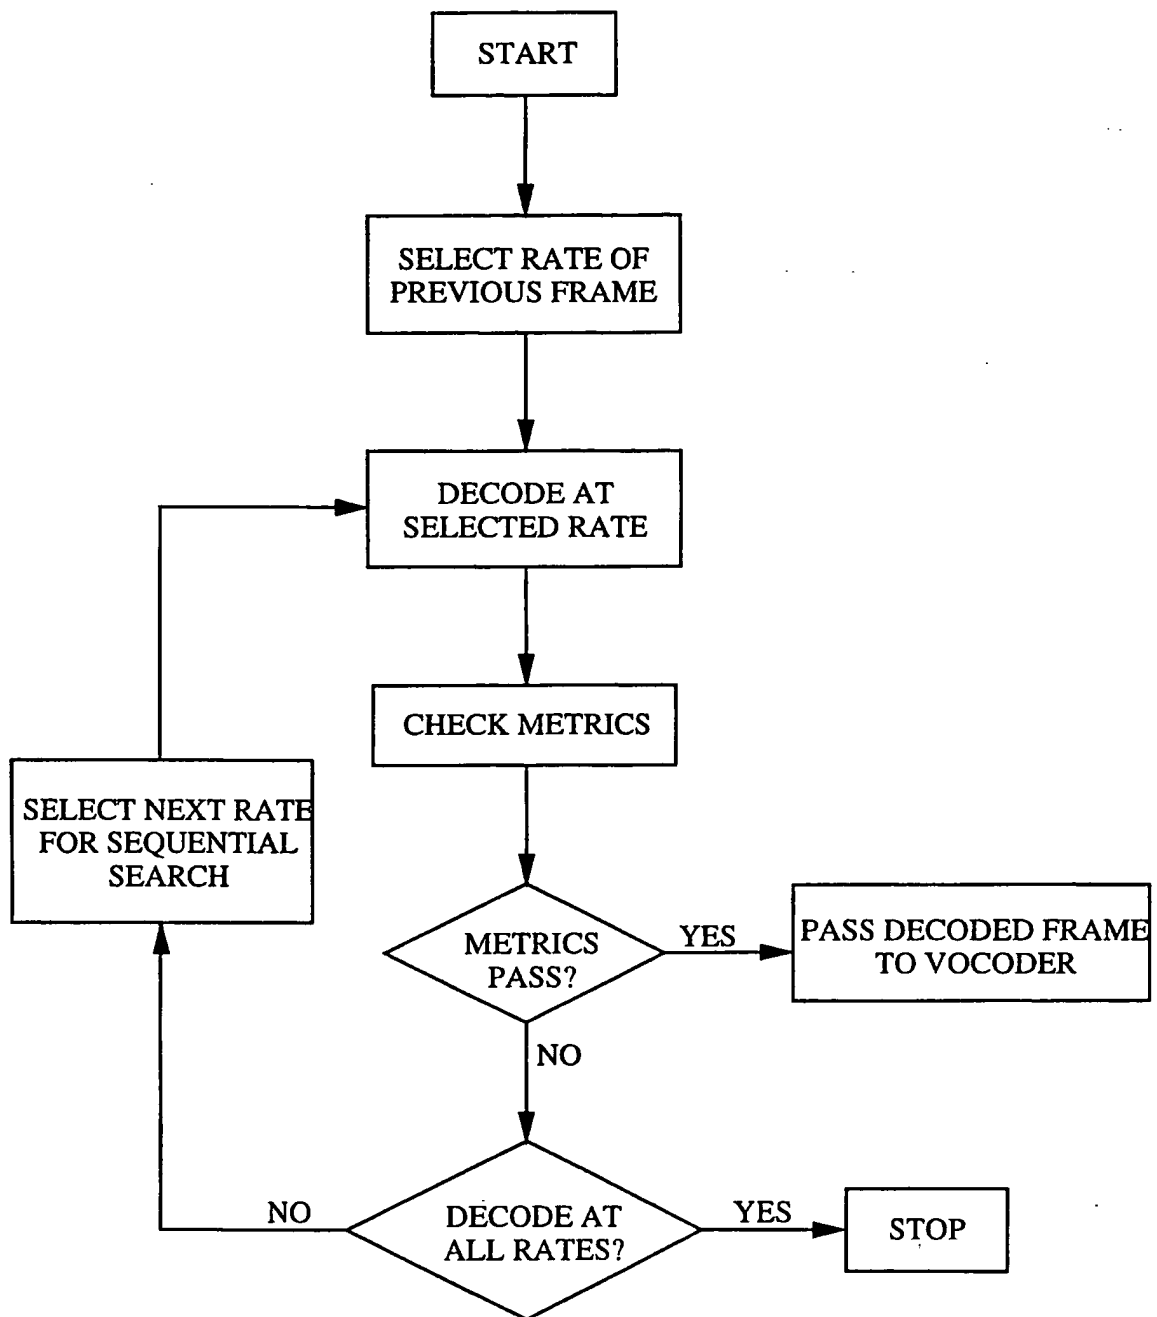 START
SELECT RATE OF
PREVIOUS FRAME
DECODE AT
SELECTED RATE
CHECK METRICS
SELECT NEXT RATE
FOR SEQUENTIAL
SEARCH
METRICS
PASS?
YES
PASS DECODED FRAME
TO VOCODER
NO
DECODE AT
ALL RATES?
NO
YES
STOP